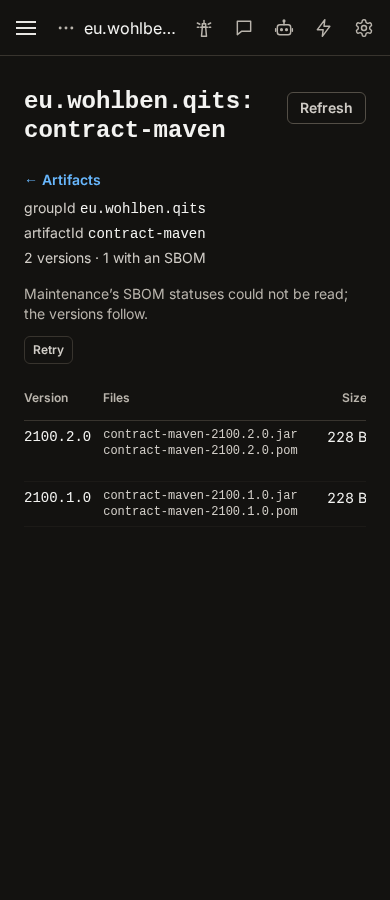 eu.wohlbe...
eu.wohlben.qits:
contract-maven
Refresh
← Artifacts
groupId eu.wohlben.qits
artifactId contract-maven
2 versions · 1 with an SBOM
Maintenance's SBOM statuses could not be read;
the versions follow.
Retry
Version Files Size
2100.2.0 contract-maven-2100.2.0.jar 228 B
contract-maven-2100.2.0.pom
2100.1.0 contract-maven-2100.1.0.jar 228 B
contract-maven-2100.1.0.pom